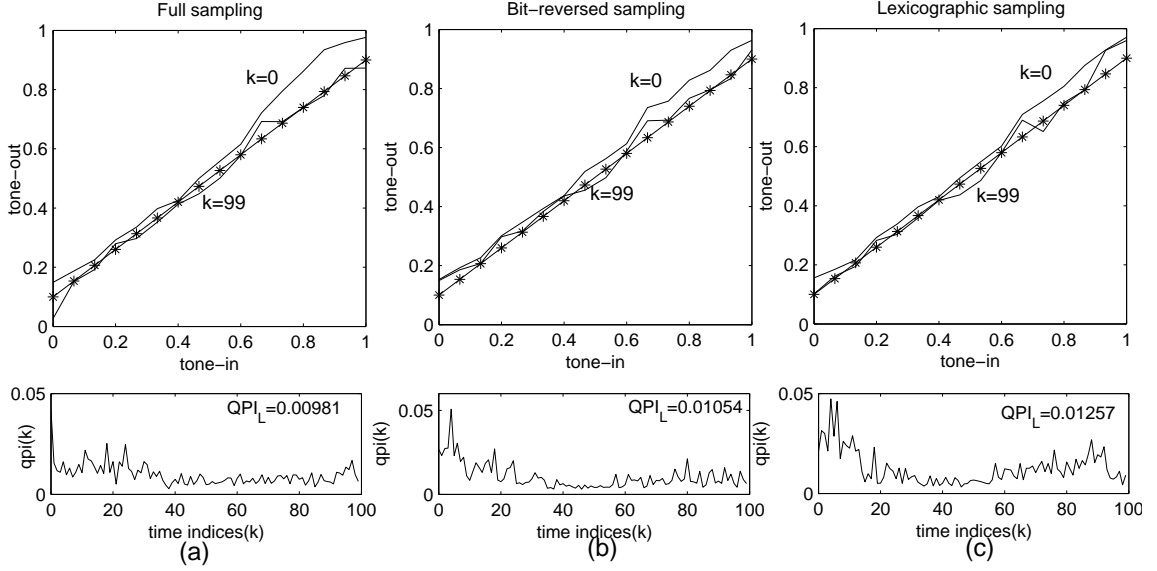 Full sampling
1
0.8
0.6
0.4
0.2
0
tone-out
k=0
k=99
0 0.2 0.4 0.6 0.8 1
tone-in
0.05
0
qpi(k)
QPI_L=0.00981
0 20 40 60 80 100
time indices(k)
(a)
Bit-reversed sampling
1
0.8
0.6
0.4
0.2
0
tone-out
k=0
k=99
0 0.2 0.4 0.6 0.8 1
tone-in
0.05
0
qpi(k)
QPI_L=0.01054
0 20 40 60 80 100
time indices(k)
(b)
Lexicographic sampling
1
0.8
0.6
0.4
0.2
0
tone-out
k=0
k=99
0 0.2 0.4 0.6 0.8 1
tone-in
0.05
0
qpi(k)
QPI_L=0.01257
0 20 40 60 80 100
time indices(k)
(c)